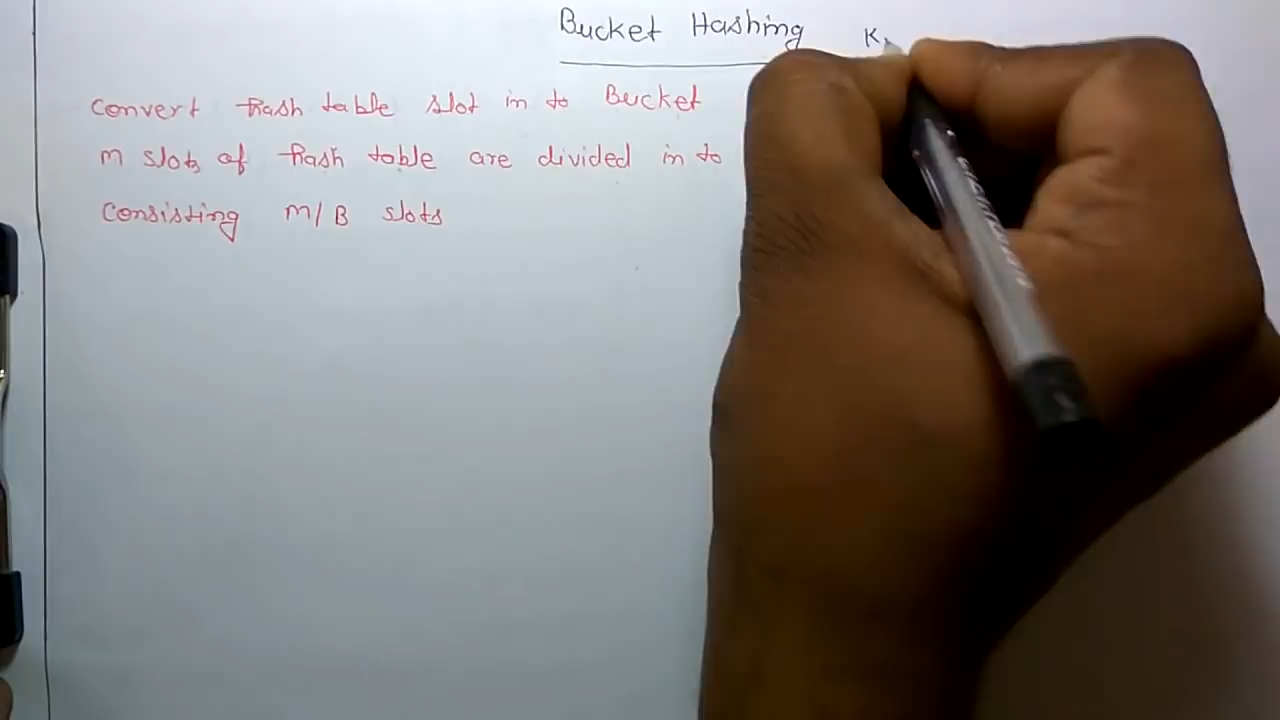 Bucket Hashing K
Convert Hash table slot in to Bucket
M slots of Hash table are divided in to
Consisting M/B slots